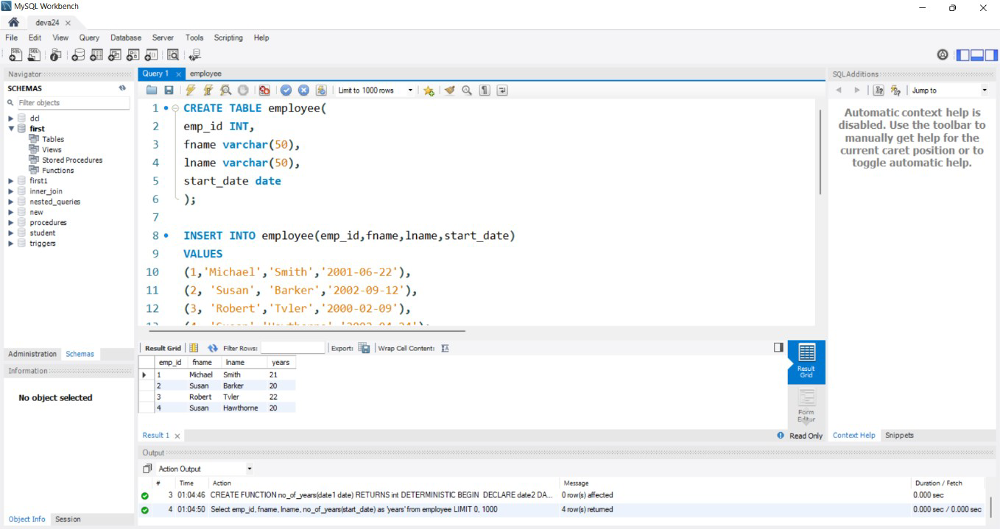 MySQL Workbench
deva24
File Edit View Query Database Server Tools Scripting Help
Navigator
SCHEMAS
Filter objects
dcl
first
Tables
Views
Stored Procedures
Functions
first1
inner_join
nested_queries
new
procedures
student
triggers
Administration Schemas
Information
No object selected
Object Info Session
Query 1 employee
Limit to 1000 rows
1 CREATE TABLE employee(
2 emp_id INT,
3 fname varchar(50),
4 lname varchar(50),
5 start_date date
6 );
7
8 INSERT INTO employee(emp_id,fname,lname,start_date)
9 VALUES
10 (1,'Michael','Smith','2001-06-22'),
11 (2, 'Susan', 'Barker','2002-09-12'),
12 (3, 'Robert','Tvler','2000-02-09'),
Result Grid Filter Rows: Export: Wrap Cell Content:
emp_id fname lname years
1 Michael Smith 21
2 Susan Barker 20
3 Robert Tvler 22
4 Susan Hawthorne 20
Result Grid
Form Editor
Result 1 Read Only
Output
Action Output
# Time Action Message Duration / Fetch
3 01:04:46 CREATE FUNCTION no_of_years(date1 date) RETURNS int DETERMINISTIC BEGIN DECLARE date2 DA... 0 row(s) affected 0.000 sec
4 01:04:50 Select emp_id, fname, lname, no_of_years(start_date) as 'years' from employee LIMIT 0, 1000 4 row(s) returned 0.000 sec / 0.000 sec
SQLAdditions
Jump to
Automatic context help is
disabled. Use the toolbar to
manually get help for the
current caret position or to
toggle automatic help.
Context Help Snippets